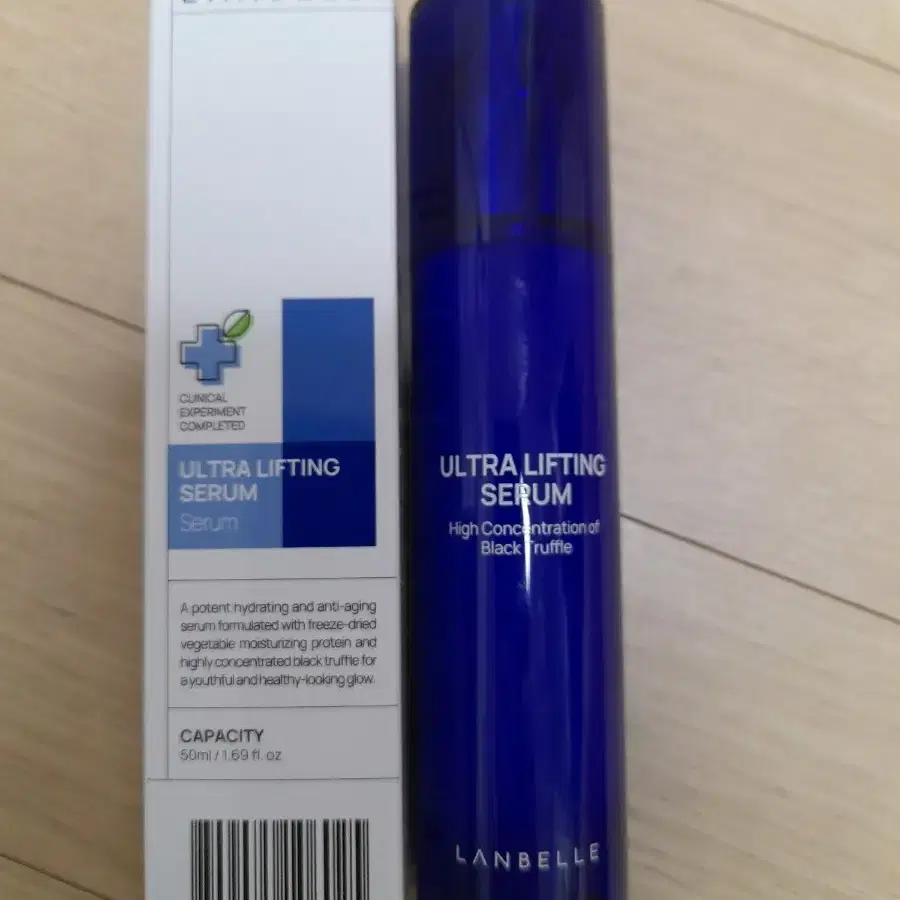 CLINICAL
EXPERIMENT
COMPLETED
ULTRA LIFTING
SERUM
Serum
A potent hydrating and anti-aging
serum formulated with freeze-dried
vegetable moisturizing protein and
highly concentrated black truffle for
a youthful and healthy-looking glow.
CAPACITY
50ml / 1.69 fl. oz
ULTRA LIFTING
SERUM
High Concentration of
Black Truffle
LANBELLE